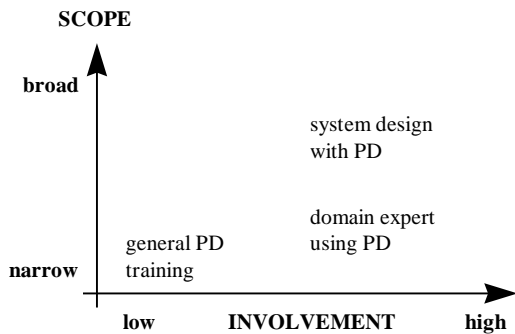 SCOPE
broad
system design
with PD
domain expert
using PD
general PD
training
narrow
low INVOLVEMENT high